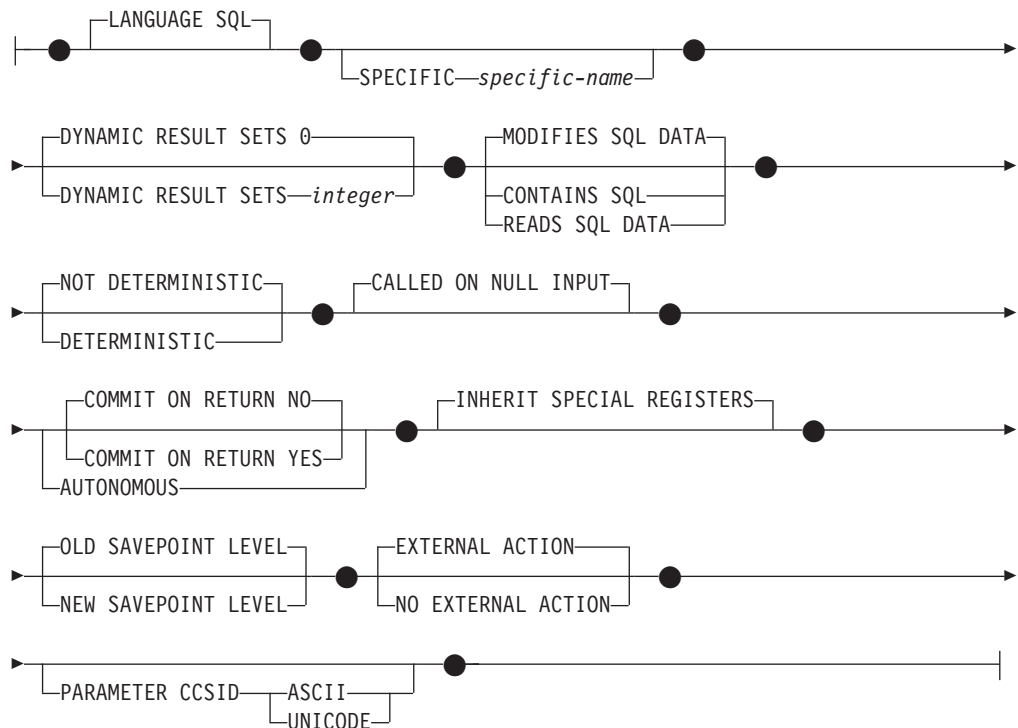 LANGUAGE SQL
SPECIFIC specific-name
DYNAMIC RESULT SETS 0
DYNAMIC RESULT SETS integer
MODIFIES SQL DATA
CONTAINS SQL
READS SQL DATA
NOT DETERMINISTIC
DETERMINISTIC
CALLED ON NULL INPUT
COMMIT ON RETURN NO
COMMIT ON RETURN YES
AUTONOMOUS
INHERIT SPECIAL REGISTERS
OLD SAVEPOINT LEVEL
NEW SAVEPOINT LEVEL
EXTERNAL ACTION
NO EXTERNAL ACTION
PARAMETER CCSID ASCII
UNICODE